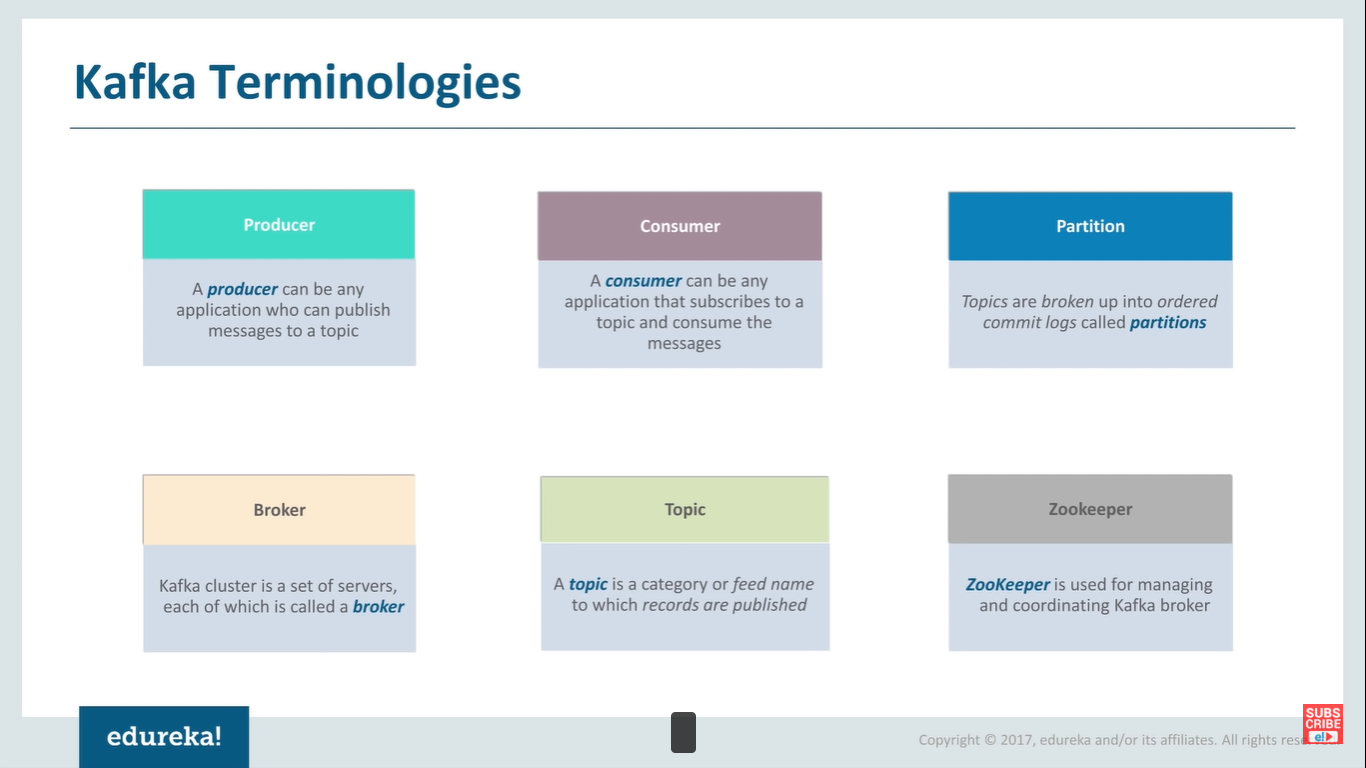 Kafka Terminologies
Producer
A producer can be any
application who can publish
messages to a topic
Consumer
A consumer can be any
application that subscribes to a
topic and consume the
messages
Partition
Topics are broken up into ordered
commit logs called partitions
Broker
Kafka cluster is a set of servers,
each of which is called a broker
Topic
A topic is a category or feed name
to which records are published
Zookeeper
ZooKeeper is used for managing
and coordinating Kafka broker
edureka!
Copyright © 2017, edureka and/or its affiliates. All rights
SUBS
CRIBE
e!